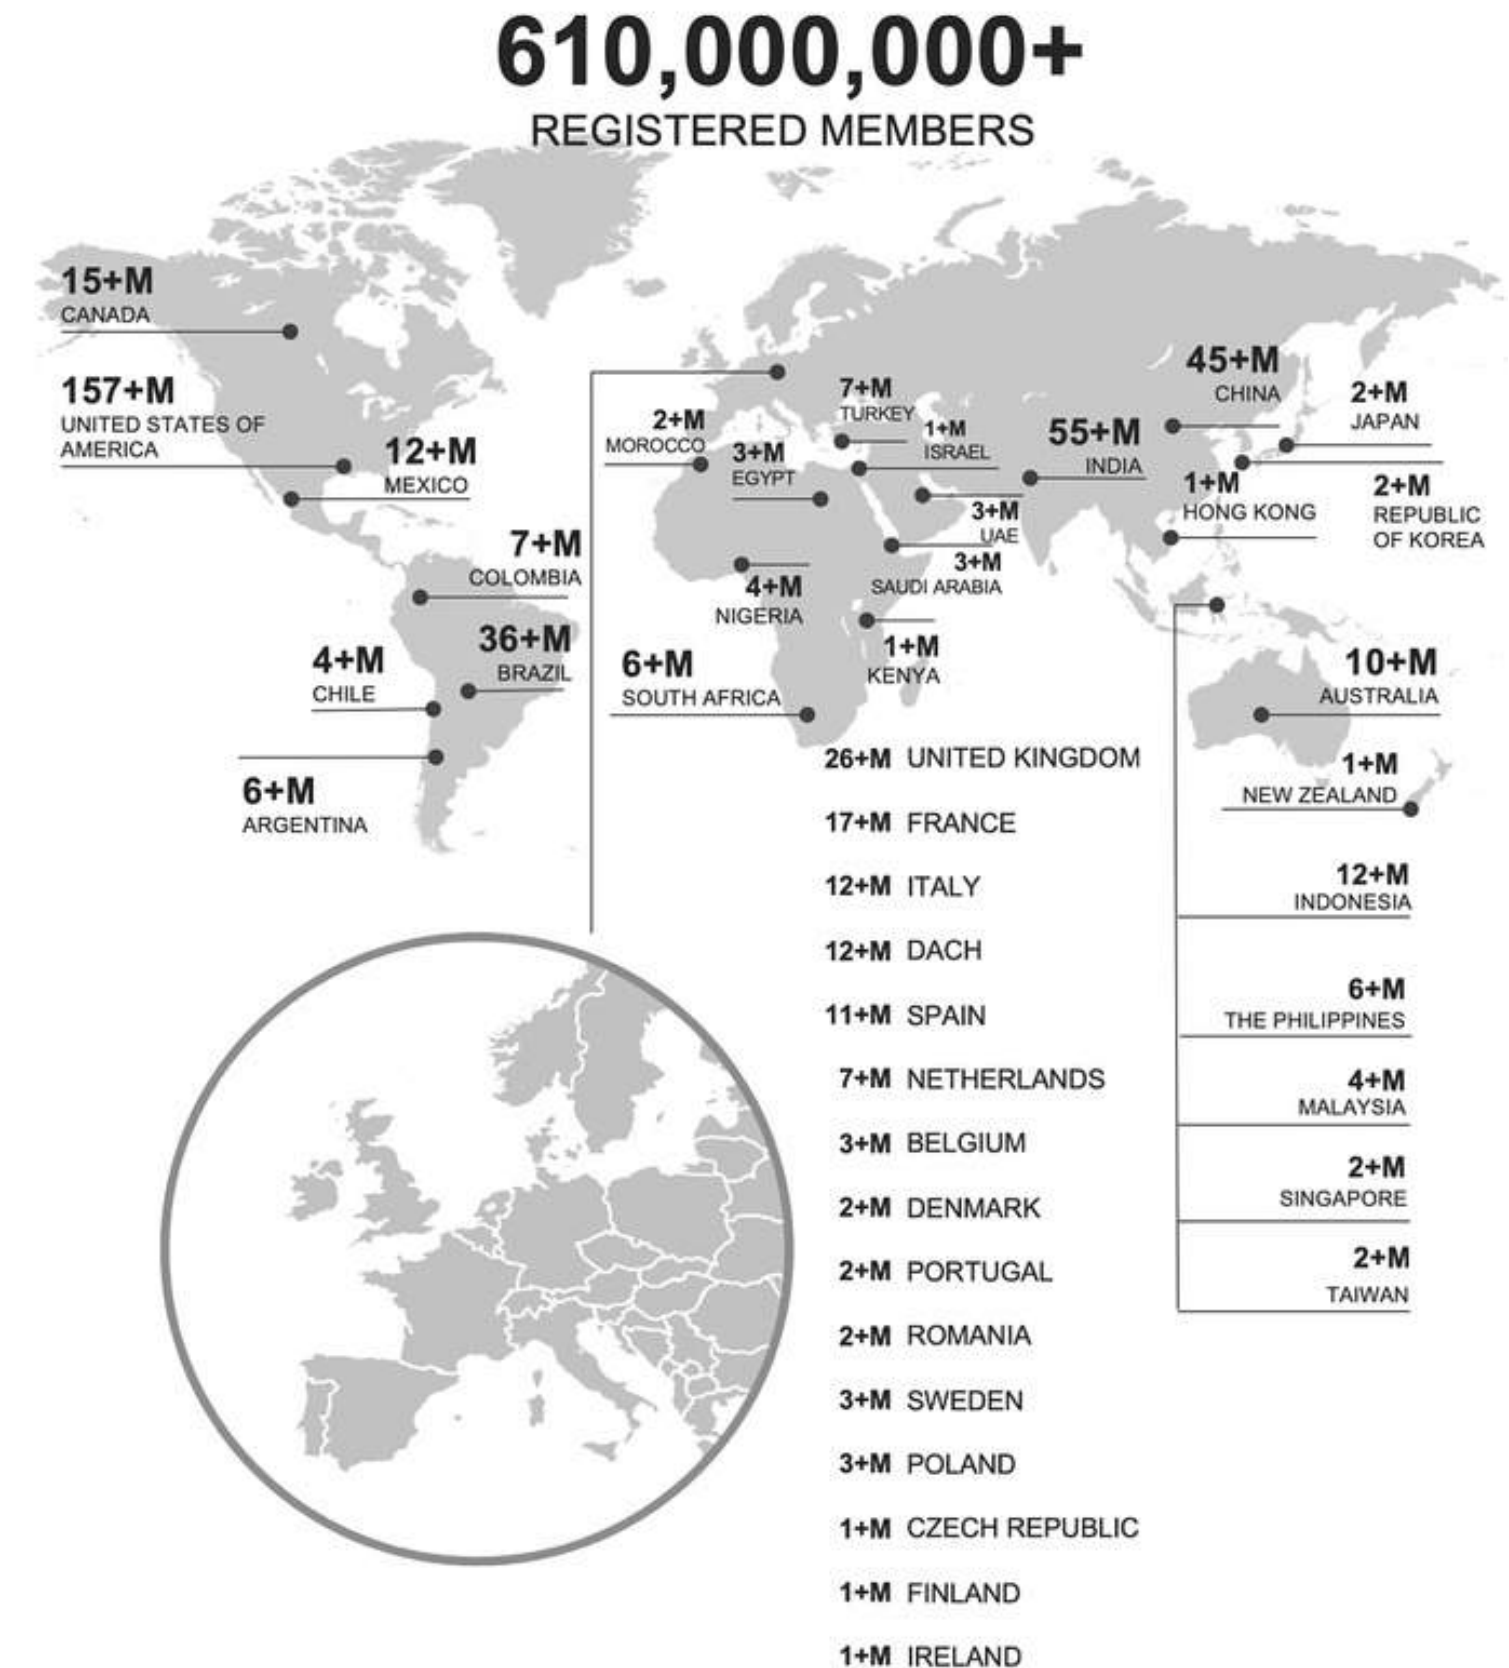 610,000,000+
REGISTERED MEMBERS
15+M
CANADA
157+M
UNITED STATES OF
AMERICA
12+M
MEXICO
7+M
COLOMBIA
36+M
BRAZIL
4+M
CHILE
6+M
ARGENTINA
2+M
MOROCCO
3+M
EGYPT
7+M
TURKEY
1+M
ISRAEL
3+M
UAE
3+M
SAUDI ARABIA
4+M
NIGERIA
1+M
KENYA
6+M
SOUTH AFRICA
55+M
INDIA
45+M
CHINA
2+M
JAPAN
1+M
HONG KONG
2+M
REPUBLIC
OF KOREA
10+M
AUSTRALIA
1+M
NEW ZEALAND
26+M UNITED KINGDOM
17+M FRANCE
12+M ITALY
12+M DACH
11+M SPAIN
7+M NETHERLANDS
3+M BELGIUM
2+M DENMARK
2+M PORTUGAL
2+M ROMANIA
3+M SWEDEN
3+M POLAND
1+M CZECH REPUBLIC
1+M FINLAND
1+M IRELAND
12+M
INDONESIA
6+M
THE PHILIPPINES
4+M
MALAYSIA
2+M
SINGAPORE
2+M
TAIWAN